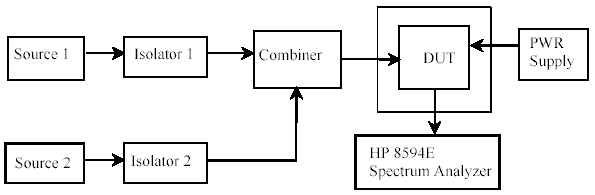 Source 1
Isolator 1
Combiner
DUT
PWR
Supply
Source 2
Isolator 2
HP 8594E
Spectrum Analyzer